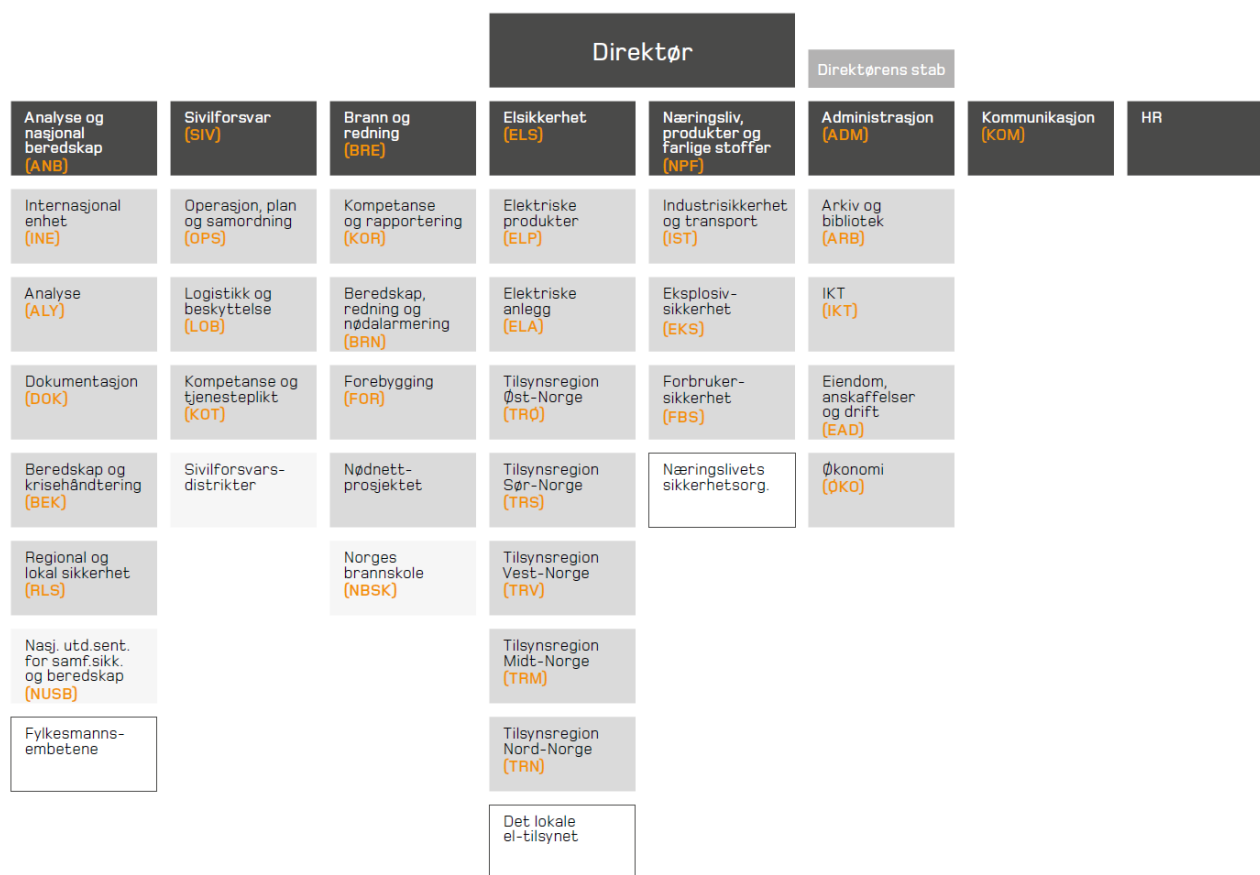 Direktør
Direktørens stab
Analyse og
nasjonal
beredskap
(ANB)
Sivilforsvar
(SIV)
Brann og
redning
(BRE)
Elsikkerhet
(ELS)
Næringsliv,
produkter og
farlige stoffer
(NPF)
Administrasjon
(ADM)
Kommunikasjon
(KOM)
HR
Internasjonal
enhet
(INE)
Operasjon, plan
og samordning
(OPS)
Kompetanse
og rapportering
(KOR)
Elektriske
produkter
(ELP)
Industrisikkerhet
og transport
(IST)
Arkiv og
bibliotek
(ARB)
Analyse
(ALY)
Logistikk og
beskyttelse
(LOB)
Beredskap,
redning og
nødalarmering
(BRN)
Elektriske
anlegg
(ELA)
Eksplosiv-
sikkerhet
(EKS)
IKT
(IKT)
Dokumentasjon
(DOK)
Kompetanse og
tjenesteplikt
(KOT)
Forebygging
(FOR)
Tilsynsregion
Øst-Norge
(TRØ)
Forbruker-
sikkerhet
(FBS)
Eiendom,
anskaffelser
og drift
(EAD)
Beredskap og
krisehåndtering
(BEK)
Sivilforsvars-
distrikter
Nødnett-
prosjektet
Tilsynsregion
Sør-Norge
(TRS)
Næringslivets
sikkerhetsorg.
Økonomi
(ØKO)
Regional og
lokal sikkerhet
(RLS)
Norges
brannskole
(NBSK)
Tilsynsregion
Vest-Norge
(TRV)
Nasj. utd.sent.
for samf.sikk.
og beredskap
(NUSB)
Tilsynsregion
Midt-Norge
(TRM)
Fylkesmanns-
embetene
Tilsynsregion
Nord-Norge
(TRN)
Det lokale
el-tilsynet